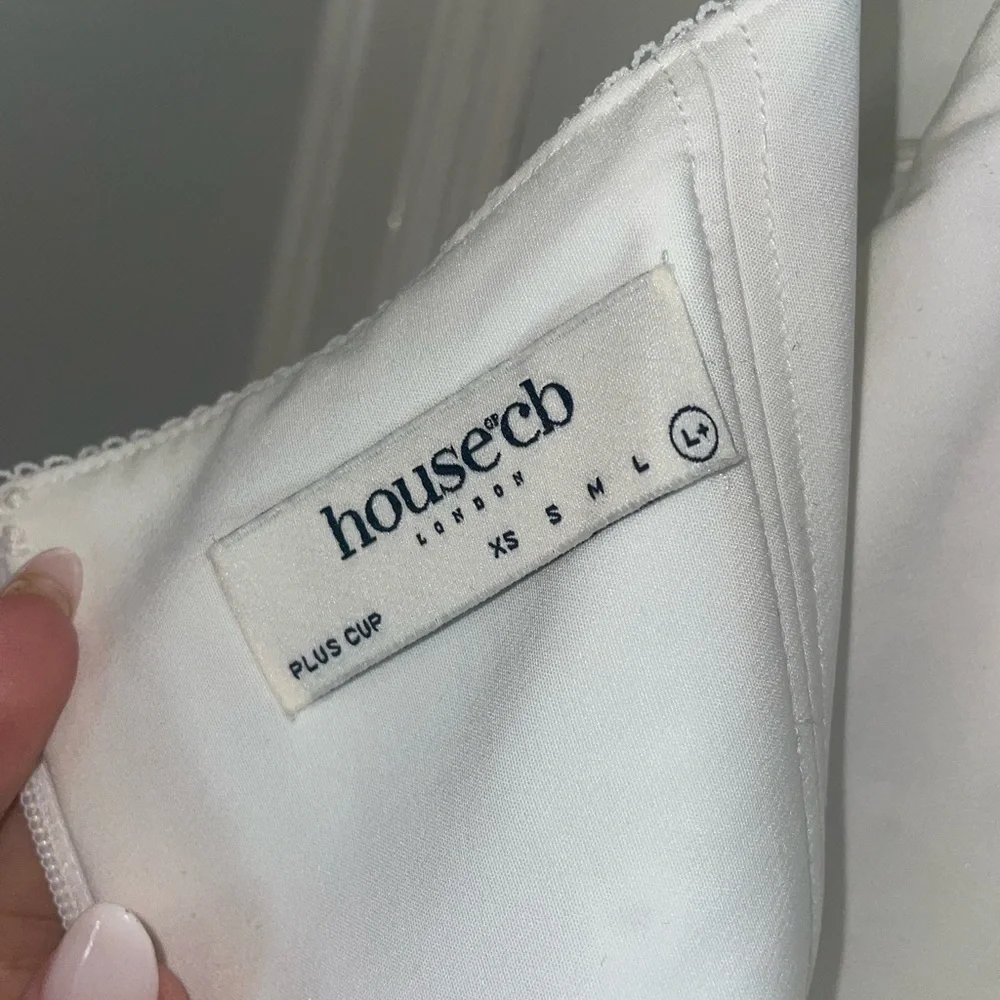 house OF cb
LONDON
XS S M L L+
PLUS CUP